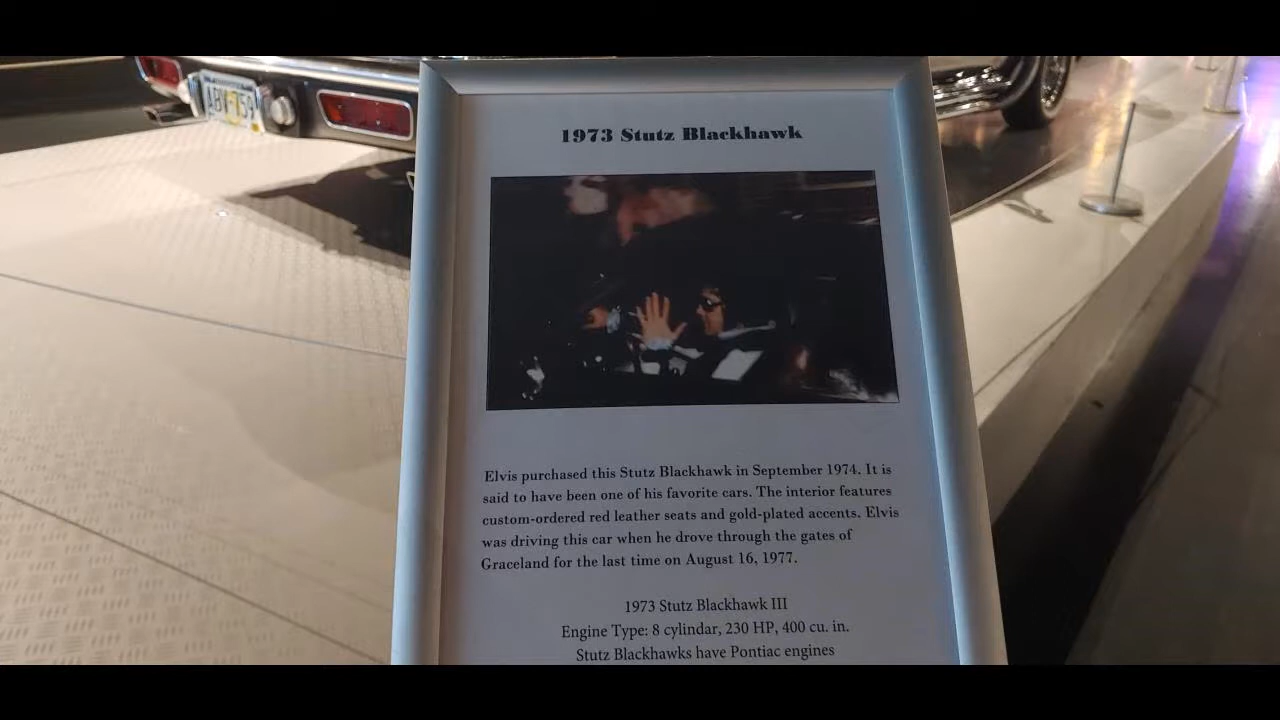 ABV-759
1973 Stutz Blackhawk
Elvis purchased this Stutz Blackhawk in September 1974. It is
said to have been one of his favorite cars. The interior features
custom-ordered red leather seats and gold-plated accents. Elvis
was driving this car when he drove through the gates of
Graceland for the last time on August 16, 1977.
1973 Stutz Blackhawk III
Engine Type: 8 cylindar, 230 HP, 400 cu. in.
Stutz Blackhawks have Pontiac engines